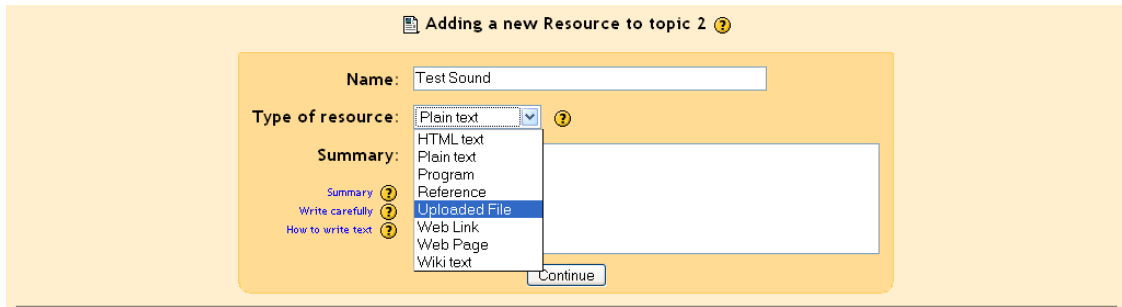 Adding a new Resource to topic 2 ?
Name: Test Sound
Type of resource: Plain text ?
HTML text
Summary: Plain text
Program
Summary ? Reference
Write carefully ? Uploaded File
How to write text ? Web Link
Web Page
Wiki text
Continue